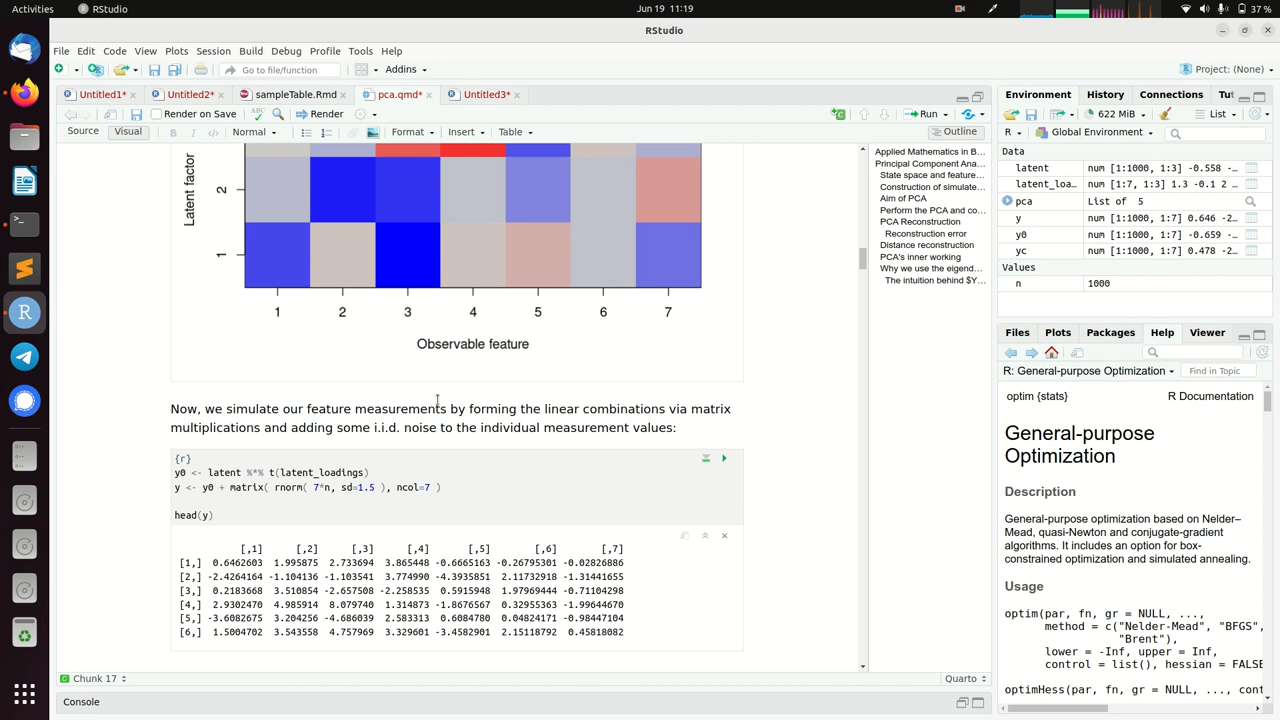 Activities
RStudio
Jun 19 11:19
37 %
RStudio
File Edit Code View Plots Session Build Debug Profile Tools Help
Go to file/function
Addins
Project: (None)
Untitled1*
Untitled2*
sampleTable.Rmd
pca.qmd*
Untitled3*
Render on Save
ABC
Render
Run
Source
Visual
B
I
</>
Normal
Format
Insert
Table
Outline
Latent factor
2
1
1 2 3 4 5 6 7
Observable feature
Now, we simulate our feature measurements by forming the linear combinations via matrix
multiplications and adding some i.i.d. noise to the individual measurement values:
{r}
y0 <- latent %*% t(latent_loadings)
y <- y0 + matrix( rnorm( 7*n, sd=1.5 ), ncol=7 )
head(y)
[,1] [,2] [,3] [,4] [,5] [,6] [,7]
[1,] 0.6462603 1.995875 2.733694 3.865448 -0.6665163 -0.26795301 -0.02826886
[2,] -2.4264164 -1.104136 -1.103541 3.774990 -4.3935851 2.11732918 -1.31441655
[3,] 0.2183668 3.510854 -2.657508 -2.258535 0.5915948 1.97969444 -0.71104298
[4,] 2.9302470 4.985914 8.079740 1.314873 -1.8676567 0.32955363 -1.99644670
[5,] -3.6082675 3.204256 -4.686039 2.583313 0.6084780 0.04824171 -0.98447104
[6,] 1.5004702 3.543558 4.757969 3.329601 -3.4582901 2.15118792 0.45818082
Applied Mathematics in B...
Principal Component Ana...
State space and feature...
Construction of simulate...
Aim of PCA
Perform the PCA and co...
PCA Reconstruction
Reconstruction error
Distance reconstruction
PCA's inner working
Why we use the eigend...
The intuition behind $Y...
Chunk 17
Quarto
Console
Environment
History
Connections
Tut
622 MiB
List
R
Global Environment
Data
latent num [1:1000, 1:3] -0.558 -...
latent_loa... num [1:7, 1:3] 1.3 -0.1 2 ...
pca List of 5
y num [1:1000, 1:7] 0.646 -2...
y0 num [1:1000, 1:7] -0.659 -...
yc num [1:1000, 1:7] 0.478 -2...
Values
n 1000
Files
Plots
Packages
Help
Viewer
R: General-purpose Optimization
Find in Topic
optim {stats}
R Documentation
General-purpose
Optimization
Description
General-purpose optimization based on Nelder–
Mead, quasi-Newton and conjugate-gradient
algorithms. It includes an option for box-
constrained optimization and simulated annealing.
Usage
optim(par, fn, gr = NULL, ...,
method = c("Nelder-Mead", "BFGS",
"Brent"),
lower = -Inf, upper = Inf,
control = list(), hessian = FALSE
optimHess(par, fn, gr = NULL, ..., cont